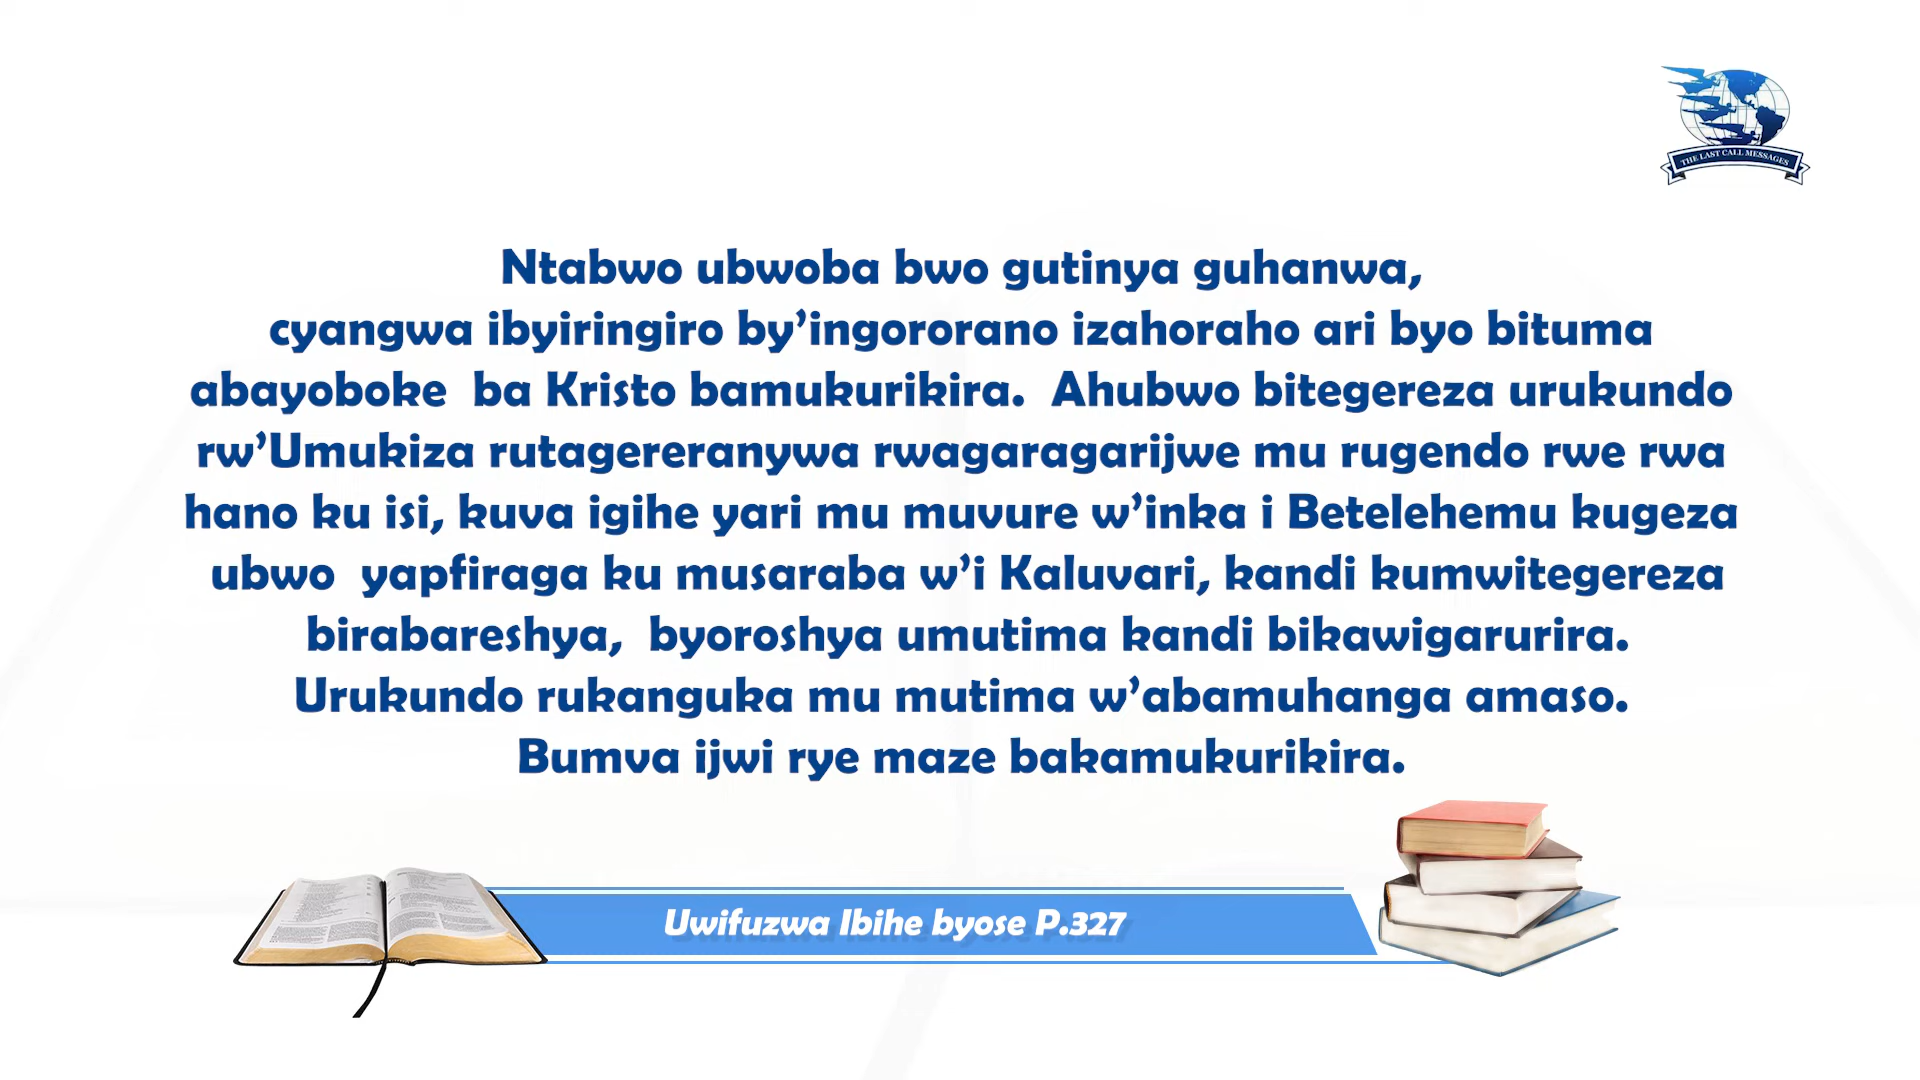 THE LAST CALL MESSAGES
Ntabwo ubwoba bwo gutinya guhanwa,
cyangwa ibyiringiro by’ingororano izahoraho ari byo bituma
abayoboke ba Kristo bamukurikira. Ahubwo bitegereza urukundo
rw’Umukiza rutagereranywa rwagaragarijwe mu rugendo rwe rwa
hano ku isi, kuva igihe yari mu muvure w’inka i Betelehemu kugeza
ubwo yapfiraga ku musaraba w’i Kaluvari, kandi kumwitegereza
birabareshya, byoroshya umutima kandi bikawigarurira.
Urukundo rukanguka mu mutima w’abamuhanga amaso.
Bumva ijwi rye maze bakamukurikira.
Uwifuzwa Ibihe byose P.327